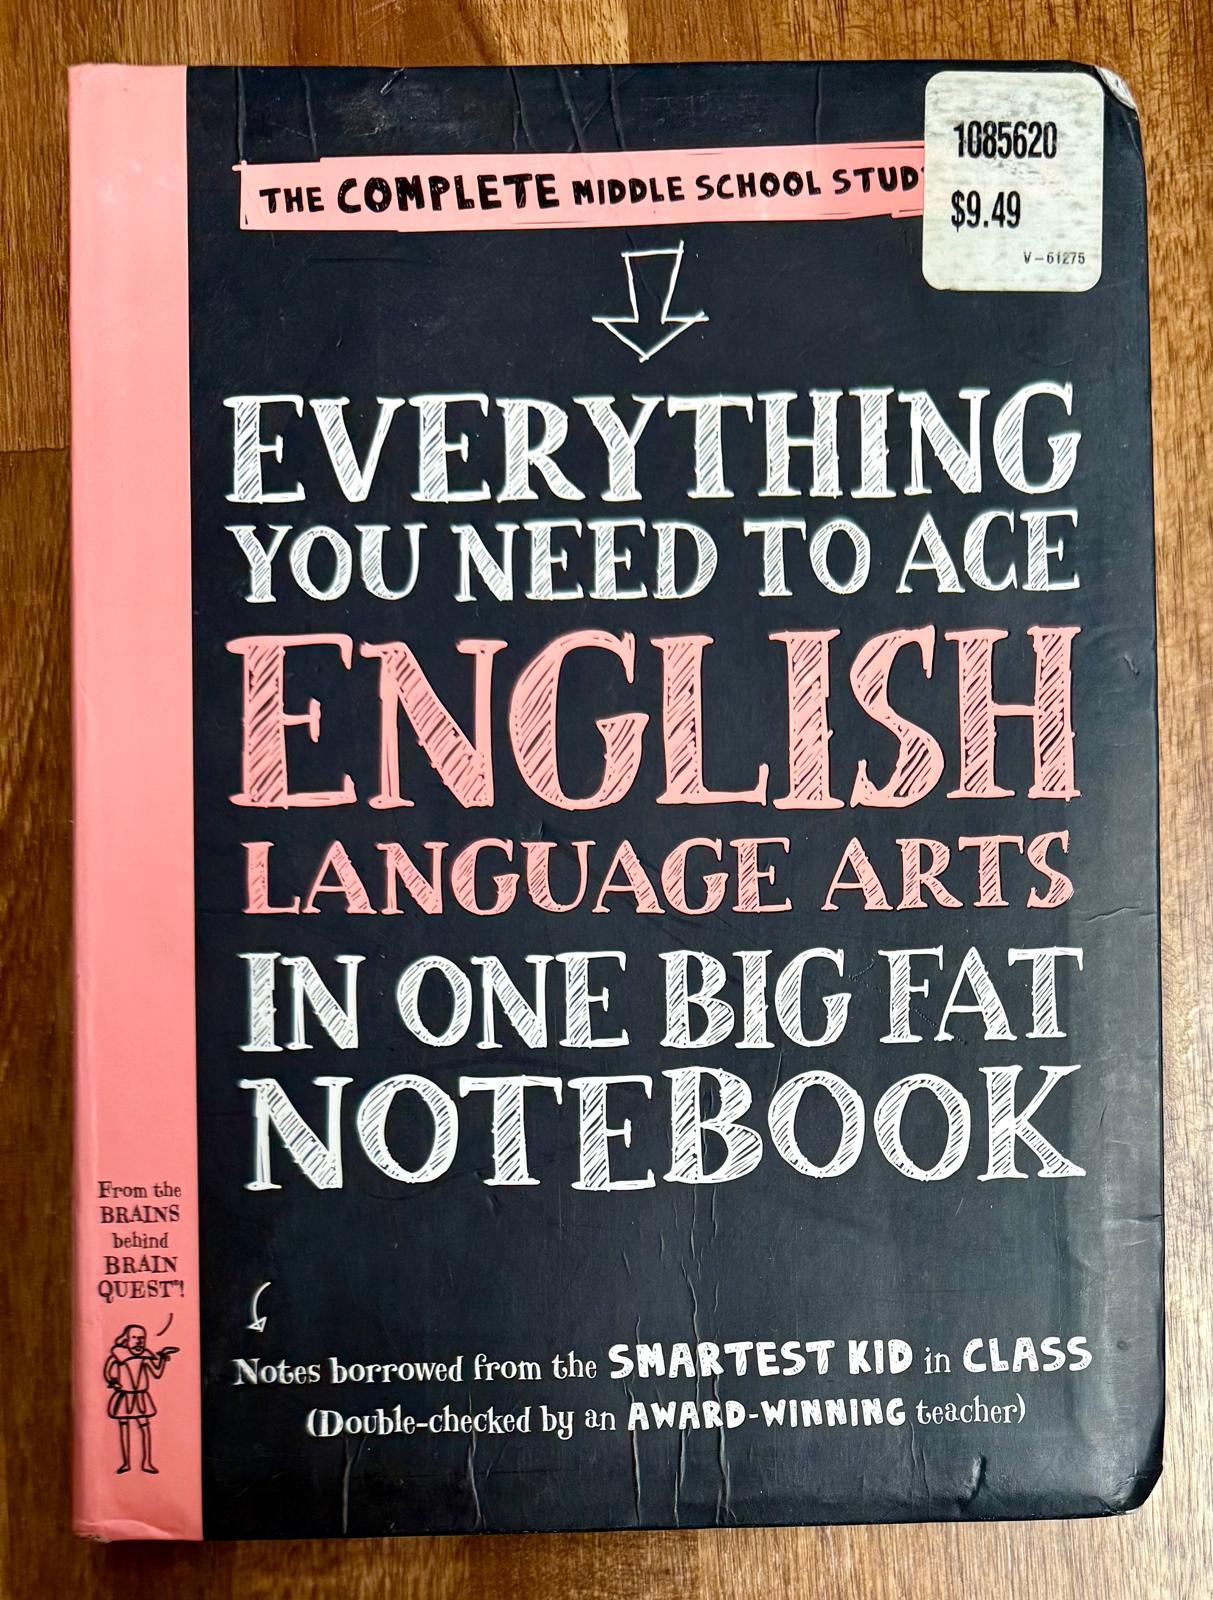 THE COMPLETE MIDDLE SCHOOL
1085620
$9.49
V-61275
EVERYTHING
YOU NEED TO ACE
ENGLISH
LANGUAGE ARTS
IN ONE BIG FAT
NOTEBOOK
From the
BRAINS
behind
BRAIN
QUEST®!
Notes borrowed from the SMARTEST KID in CLASS
(Double-checked by an AWARD-WINNING teacher)